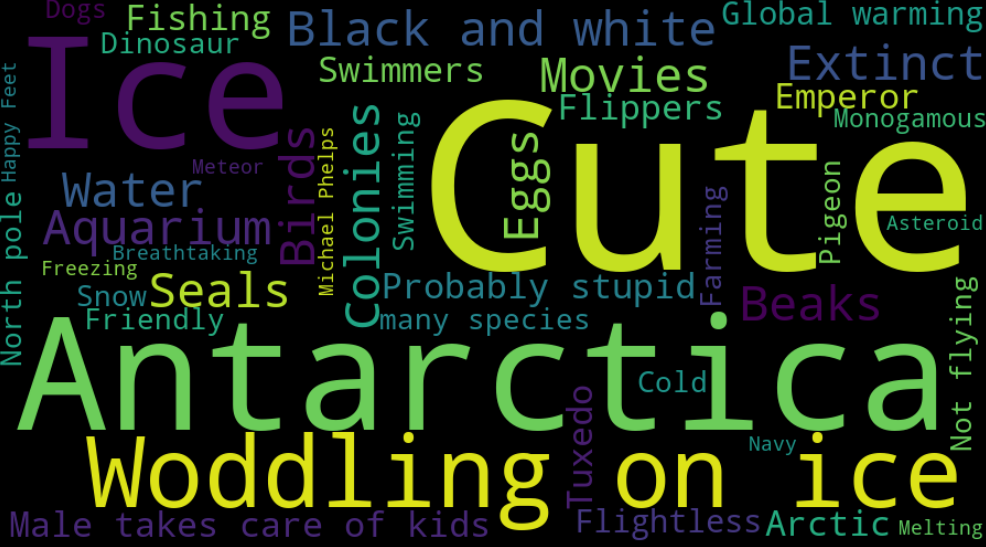 Dogs
Fishing
Black and white
Global warming
Dinosaur
Ice
Swimmers
Movies
Extinct
Emperor
Flippers
Monogamous
Happy Feet
Cute
Meteor
Birds
Michael Phelps
Colonies
Swimming
Eggs
Water
Aquarium
Pigeon
Farming
Asteroid
North pole
Breathtaking
Freezing
Snow
Seals
Probably stupid
Beaks
Friendly
many species
Antarctica
Not flying
Cold
Tuxedo
Woddling on ice
Navy
Male takes care of kids
Flightless
Arctic
Melting